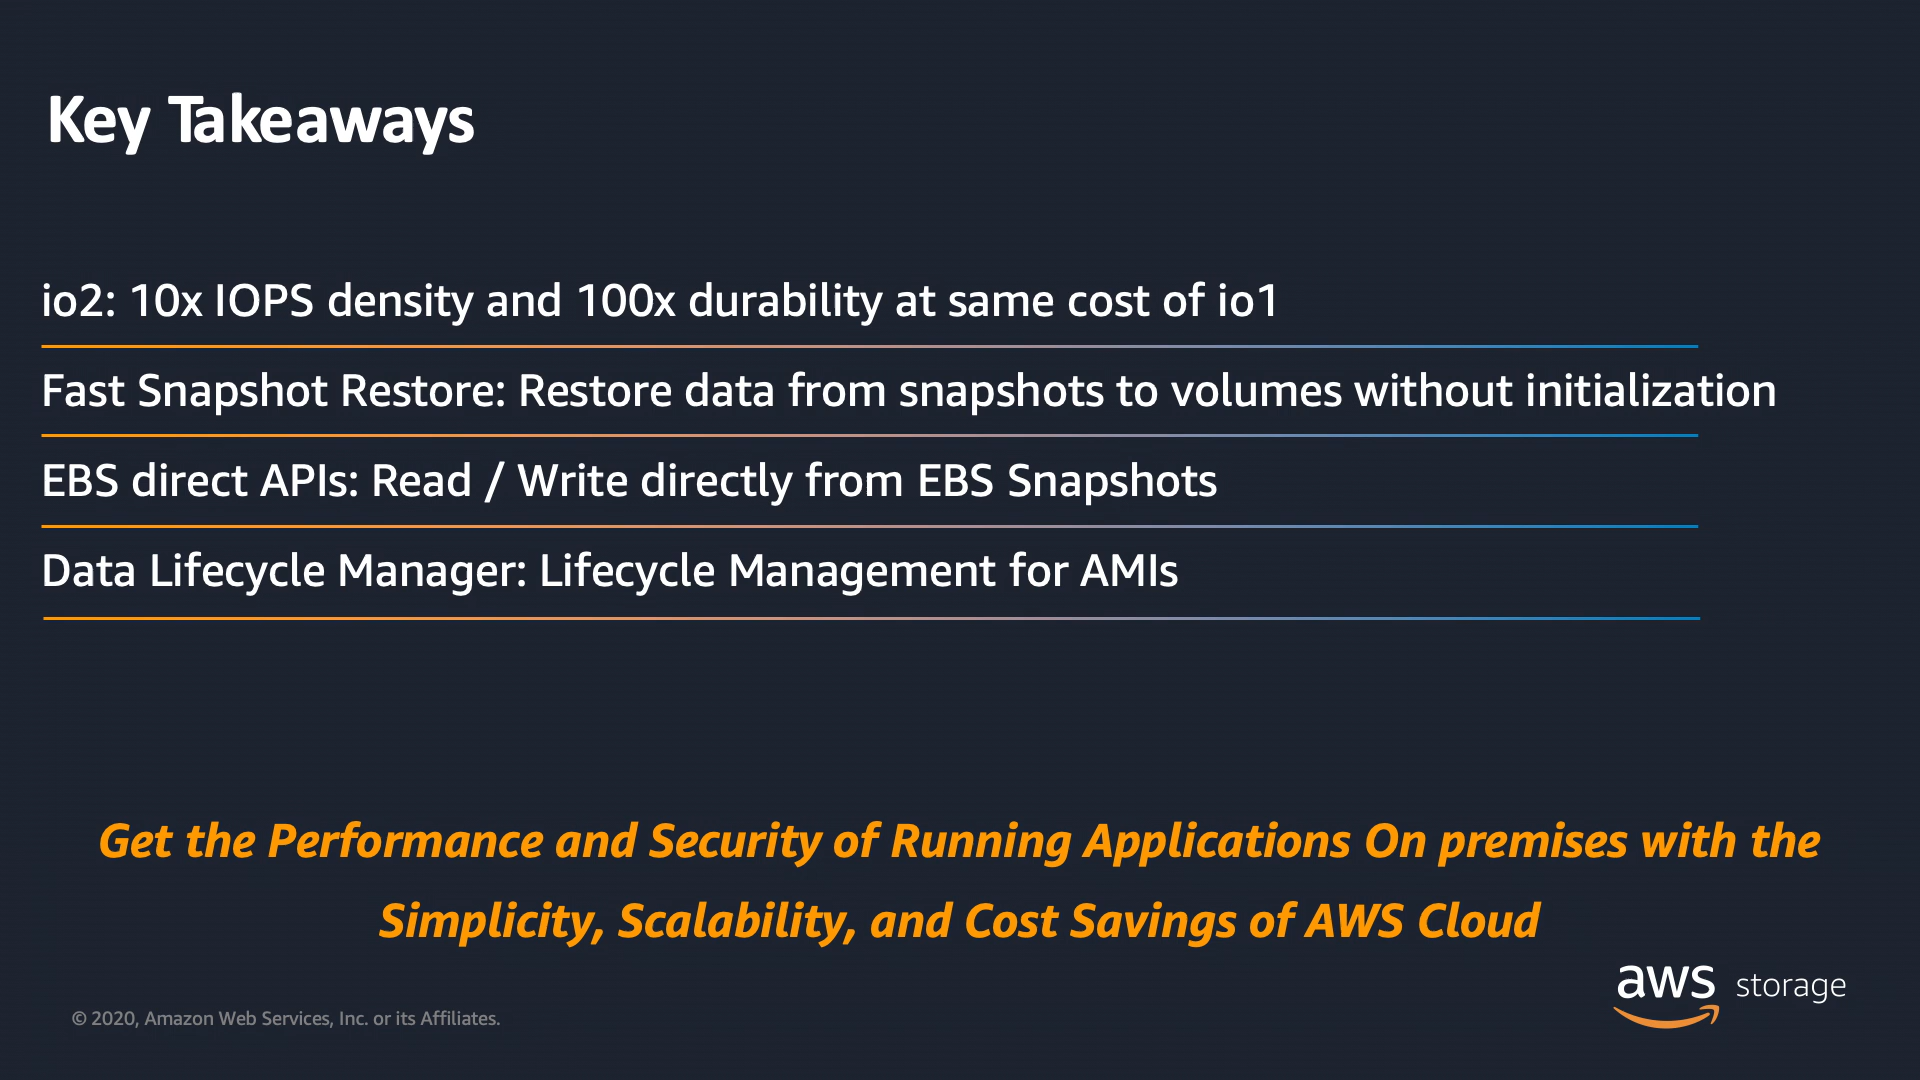 Key Takeaways
io2: 10x IOPS density and 100x durability at same cost of io1
Fast Snapshot Restore: Restore data from snapshots to volumes without initialization
EBS direct APIs: Read / Write directly from EBS Snapshots
Data Lifecycle Manager: Lifecycle Management for AMIs
Get the Performance and Security of Running Applications On premises with the
Simplicity, Scalability, and Cost Savings of AWS Cloud
aws storage
© 2020, Amazon Web Services, Inc. or its Affiliates.